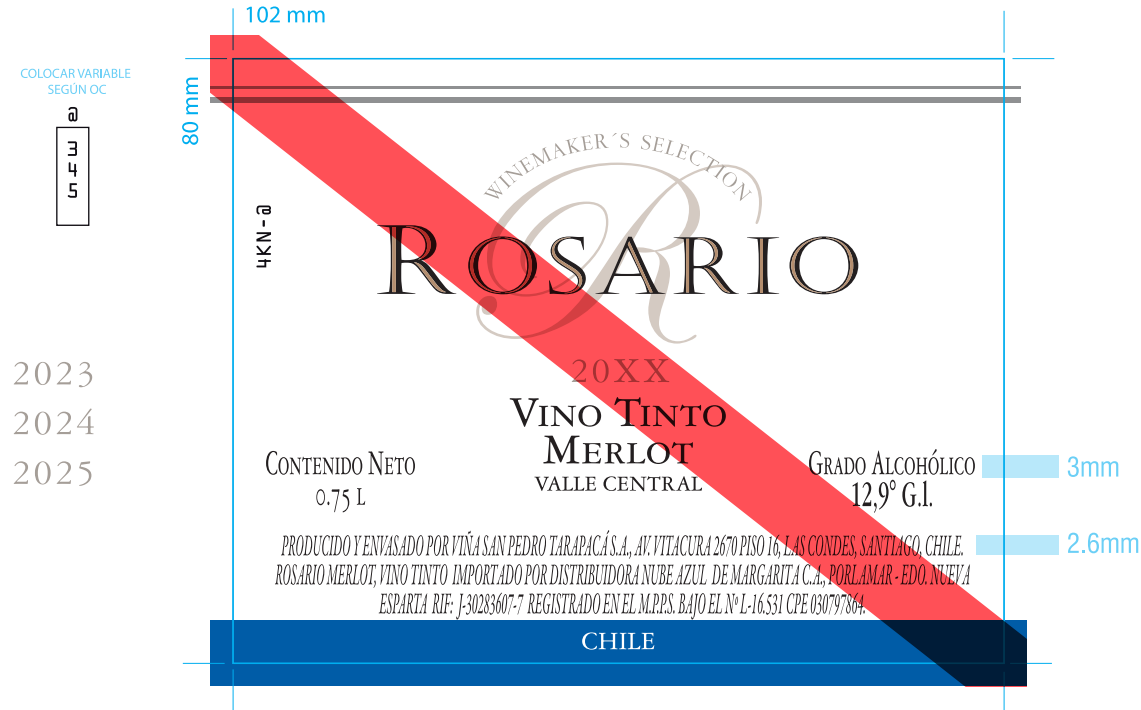 102 mm
COLOCAR VARIABLE
SEGÚN OC
a
345
80 mm
WINEMAKER´S SELECTION
R
4KN-a
ROSARIO
2023
2024
2025
20XX
VINO TINTO
MERLOT
VALLE CENTRAL
CONTENIDO NETO
0.75 L
GRADO ALCOHÓLICO
12,9° G.l.
3mm
2.6mm
PRODUCIDO Y ENVASADO POR VIÑA SAN PEDRO TARAPACÁ S.A., AV. VITACURA 2670 PISO 16, LAS CONDES, SANTIAGO, CHILE.
ROSARIO MERLOT, VINO TINTO IMPORTADO POR DISTRIBUIDORA NUBE AZUL DE MARGARITA C.A., PORLAMAR - EDO. NUEVA
ESPARTA RIF: J-30283607-7 REGISTRADO EN EL M.P.P.S. BAJO EL Nº L-16.531 CPE 030797864.
CHILE